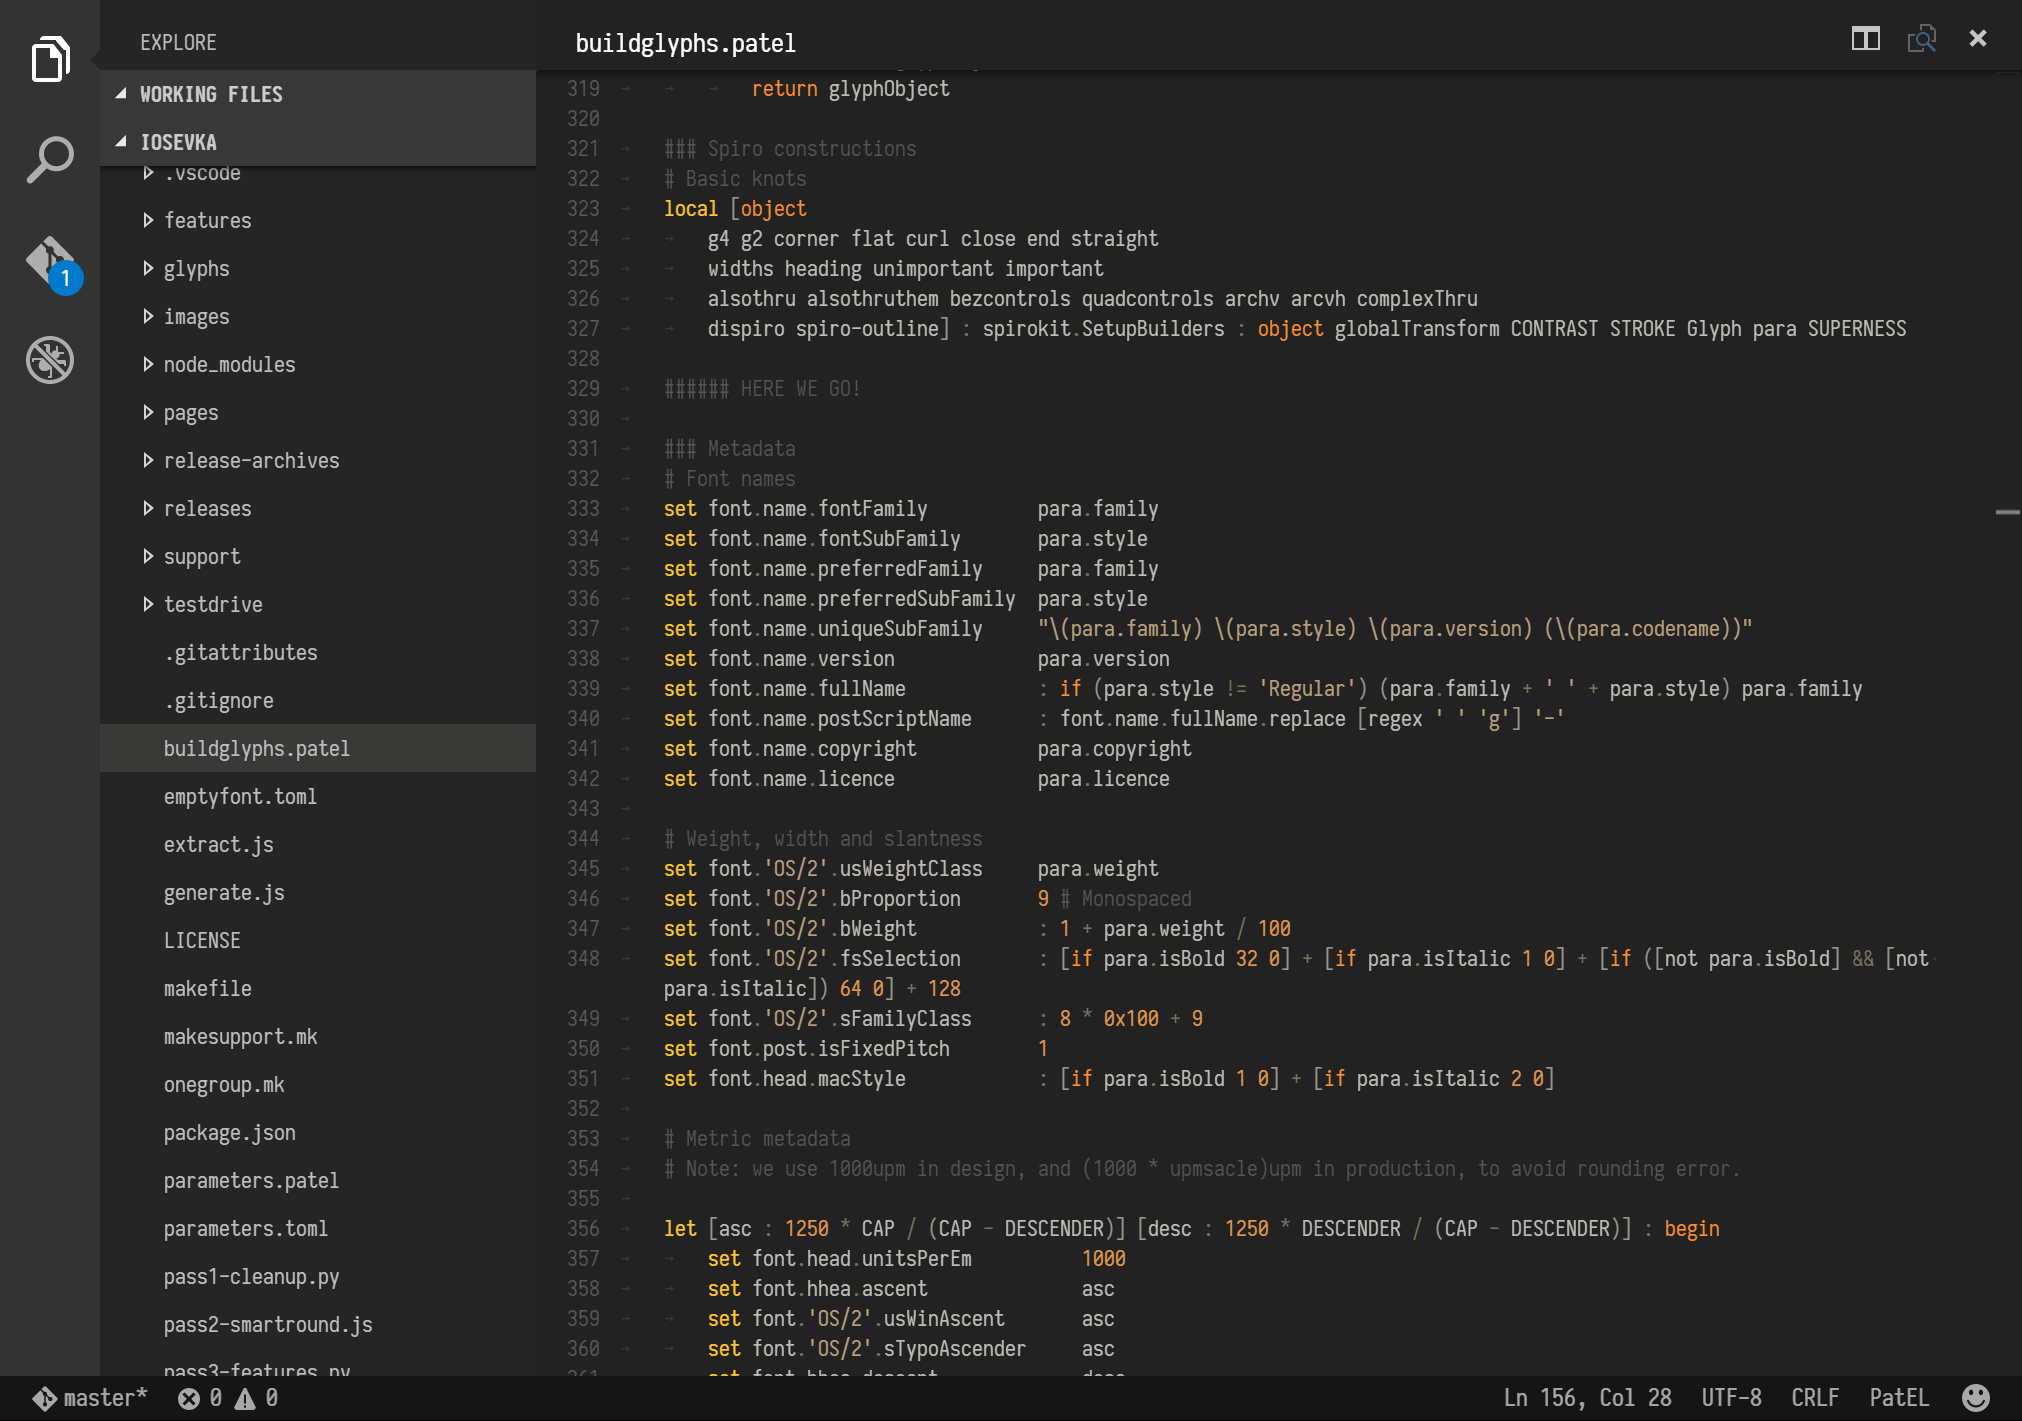 EXPLORE
WORKING FILES
IOSEVKA
.vscode
features
glyphs
images
node_modules
pages
release-archives
releases
support
testdrive
.gitattributes
.gitignore
buildglyphs.patel
emptyfont.toml
extract.js
generate.js
LICENSE
makefile
makesupport.mk
onegroup.mk
package.json
parameters.patel
parameters.toml
pass1-cleanup.py
pass2-smartround.js
pass3-features.py
1
buildglyphs.patel
319 return glyphObject
320
321 ### Spiro constructions
322 # Basic knots
323 local [object
324 g4 g2 corner flat curl close end straight
325 widths heading unimportant important
326 alsothru alsothruthem bezcontrols quadcontrols archv arcvh complexThru
327 dispiro spiro-outline] : spirokit.SetupBuilders : object globalTransform CONTRAST STROKE Glyph para SUPERNESS
328
329 ###### HERE WE GO!
330
331 ### Metadata
332 # Font names
333 set font.name.fontFamily para.family
334 set font.name.fontSubFamily para.style
335 set font.name.preferredFamily para.family
336 set font.name.preferredSubFamily para.style
337 set font.name.uniqueSubFamily "\(para.family) \(para.style) \(para.version) (\(para.codename))"
338 set font.name.version para.version
339 set font.name.fullName : if (para.style != 'Regular') (para.family + ' ' + para.style) para.family
340 set font.name.postScriptName : font.name.fullName.replace [regex ' ' 'g'] '-'
341 set font.name.copyright para.copyright
342 set font.name.licence para.licence
343
344 # Weight, width and slantness
345 set font.'OS/2'.usWeightClass para.weight
346 set font.'OS/2'.bProportion 9 # Monospaced
347 set font.'OS/2'.bWeight : 1 + para.weight / 100
348 set font.'OS/2'.fsSelection : [if para.isBold 32 0] + [if para.isItalic 1 0] + [if ([not para.isBold] && [not
para.isItalic]) 64 0] + 128
349 set font.'OS/2'.sFamilyClass : 8 * 0x100 + 9
350 set font.post.isFixedPitch 1
351 set font.head.macStyle : [if para.isBold 1 0] + [if para.isItalic 2 0]
352
353 # Metric metadata
354 # Note: we use 1000upm in design, and (1000 * upmsacle)upm in production, to avoid rounding error.
355
356 let [asc : 1250 * CAP / (CAP - DESCENDER)] [desc : 1250 * DESCENDER / (CAP - DESCENDER)] : begin
357 set font.head.unitsPerEm 1000
358 set font.hhea.ascent asc
359 set font.'OS/2'.usWinAscent asc
360 set font.'OS/2'.sTypoAscender asc
361 set font.hhea.descent desc
master* 0 0
Ln 156, Col 28 UTF-8 CRLF PatEL